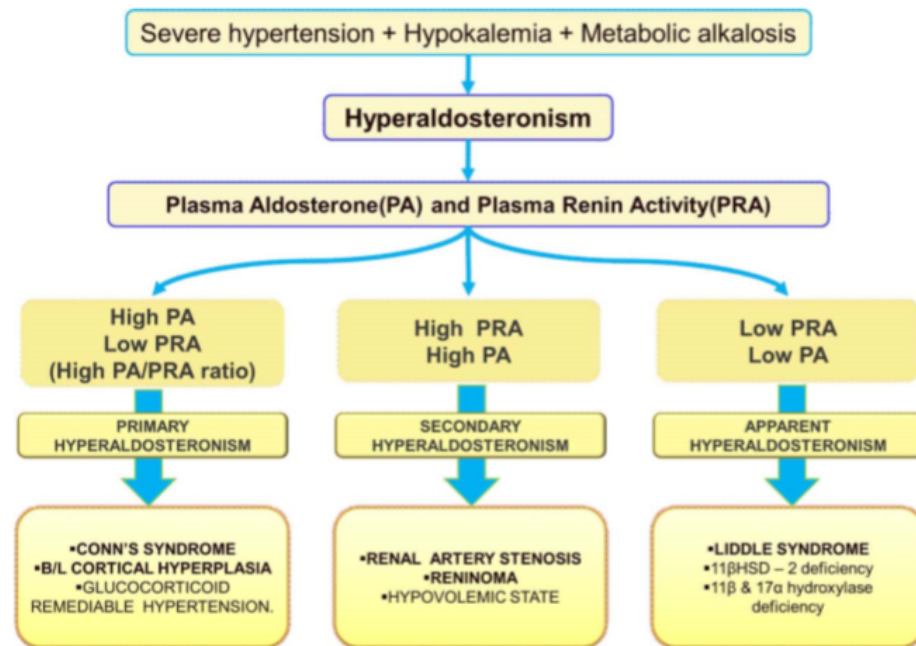 Severe hypertension + Hypokalemia + Metabolic alkalosis
Hyperaldosteronism
Plasma Aldosterone(PA) and Plasma Renin Activity(PRA)
High PA
Low PRA
(High PA/PRA ratio)
PRIMARY
HYPERALDOSTERONISM
▪CONN'S SYNDROME
▪B/L CORTICAL HYPERPLASIA
▪GLUCOCORTICOID
REMEDIABLE HYPERTENSION.
High PRA
High PA
SECONDARY
HYPERALDOSTERONISM
▪RENAL ARTERY STENOSIS
▪RENINOMA
▪HYPOVOLEMIC STATE
Low PRA
Low PA
APPARENT
HYPERALDOSTERONISM
▪LIDDLE SYNDROME
▪11βHSD – 2 deficiency
▪11β & 17α hydroxylase
deficiency